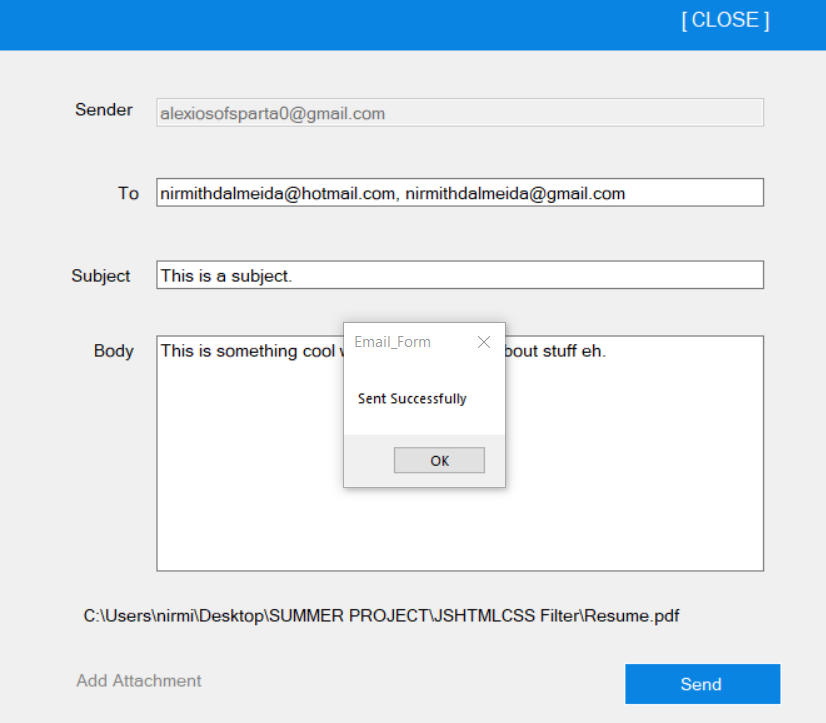 [ CLOSE ]
Sender alexiosofsparta0@gmail.com
To nirmithdalmeida@hotmail.com, nirmithdalmeida@gmail.com
Subject This is a subject.
Body This is something cool bout stuff eh.
Email_Form
Sent Successfully
OK
C:\Users\nirmi\Desktop\SUMMER PROJECT\JSHTMLCSS Filter\Resume.pdf
Add Attachment
Send